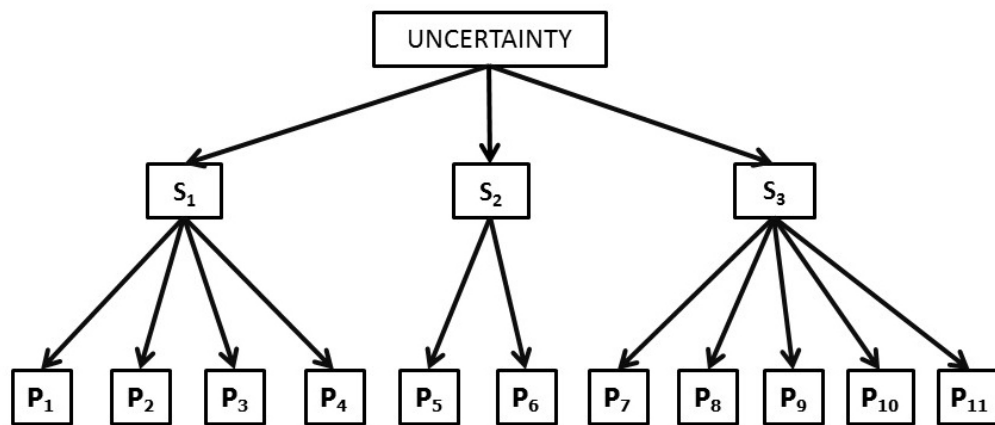 UNCERTAINTY
S₁ S₂ S₃
P₁ P₂ P₃ P₄ P₅ P₆ P₇ P₈ P₉ P₁₀ P₁₁